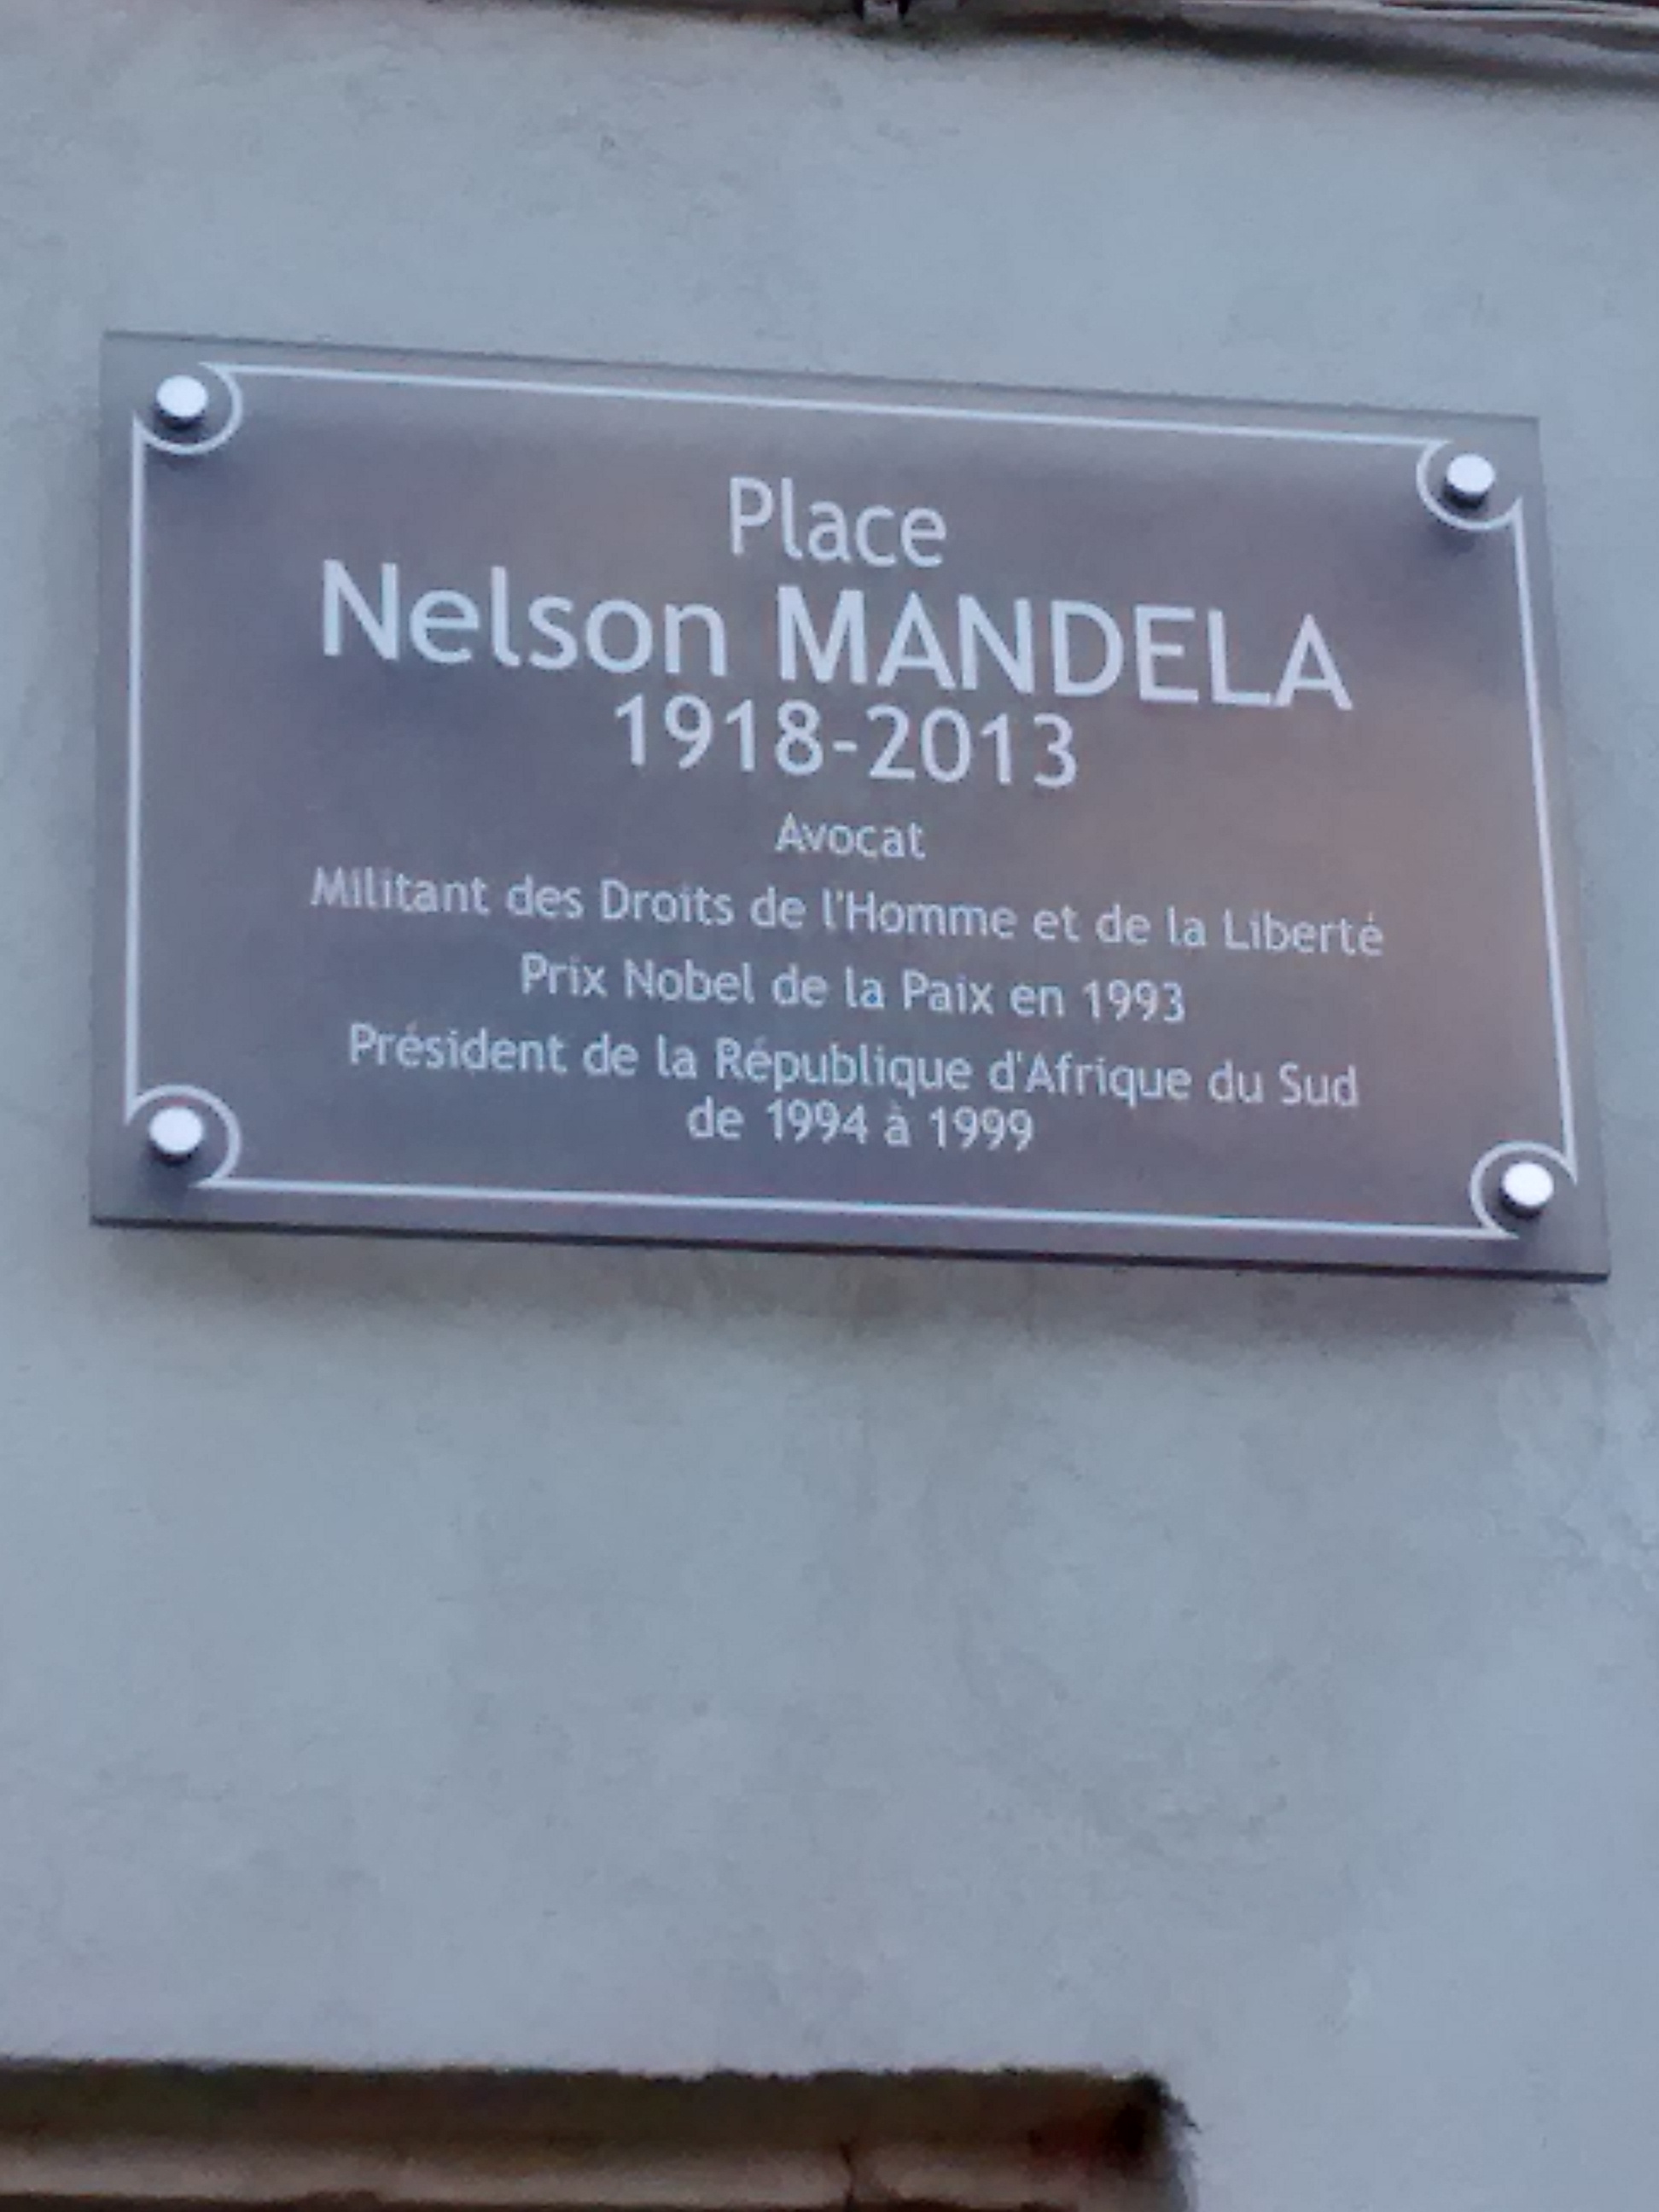 Place
Nelson MANDELA
1918-2013
Avocat
Militant des Droits de l'Homme et de la Liberté
Prix Nobel de la Paix en 1993
Président de la République d'Afrique du Sud
de 1994 à 1999